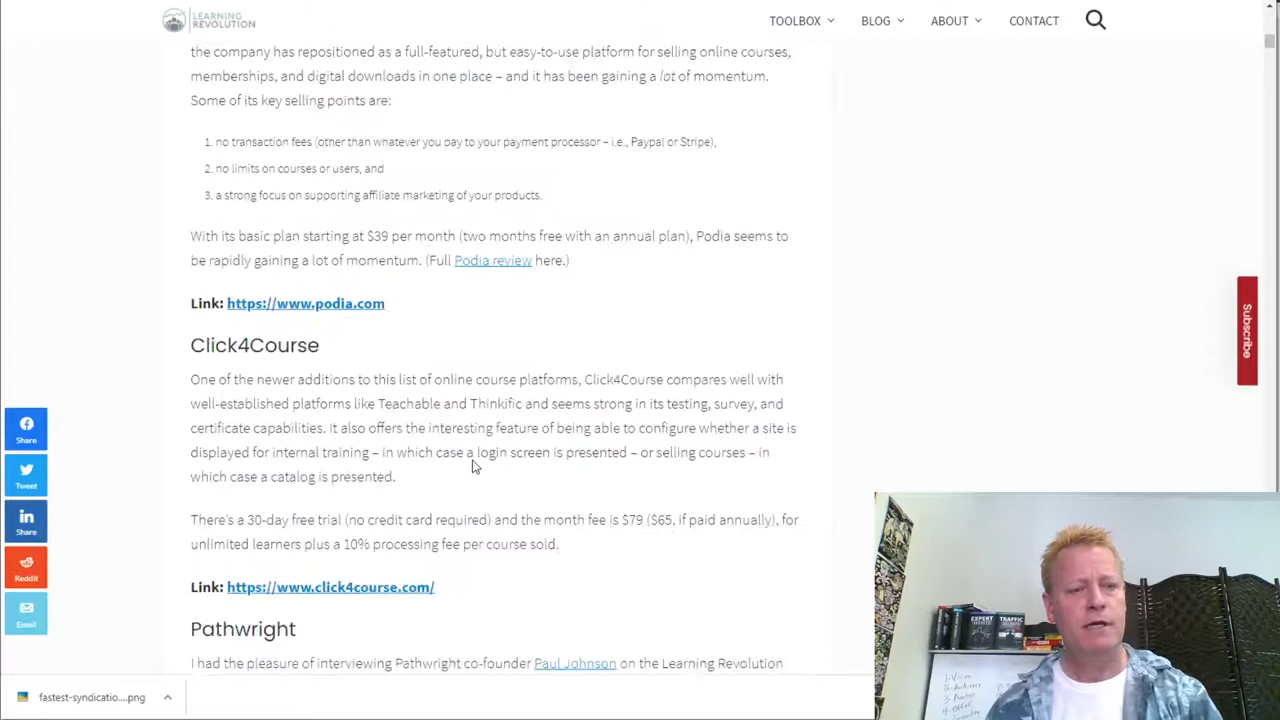 LEARNING
REVOLUTION
TOOLBOX BLOG ABOUT CONTACT
the company has repositioned as a full-featured, but easy-to-use platform for selling online courses,
memberships, and digital downloads in one place – and it has been gaining a lot of momentum.
Some of its key selling points are:
1. no transaction fees (other than whatever you pay to your payment processor – i.e., Paypal or Stripe),
2. no limits on courses or users, and
3. a strong focus on supporting affiliate marketing of your products.
With its basic plan starting at $39 per month (two months free with an annual plan), Podia seems to
be rapidly gaining a lot of momentum. (Full Podia review here.)
Link: https://www.podia.com
Subscribe
Click4Course
One of the newer additions to this list of online course platforms, Click4Course compares well with
well-established platforms like Teachable and Thinkific and seems strong in its testing, survey, and
certificate capabilities. It also offers the interesting feature of being able to configure whether a site is
displayed for internal training – in which case a login screen is presented – or selling courses – in
which case a catalog is presented.
Share
Tweet
Share
Reddit
Email
There's a 30-day free trial (no credit card required) and the month fee is $79 ($65, if paid annually), for
unlimited learners plus a 10% processing fee per course sold.
Link: https://www.click4course.com/
Pathwright
I had the pleasure of interviewing Pathwright co-founder Paul Johnson on the Learning Revolution
fastest-syndicatio....png
EXPERT
SECRETS
TRAFFIC
SECRETS